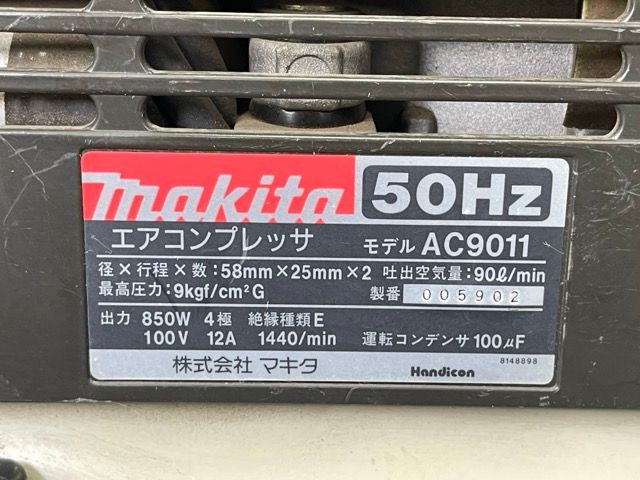 makita 50Hz
エアコンプレッサ モデル AC9011
径×行程×数:58mm×25mm×2 吐出空気量:90ℓ/min
最高圧力:9kgf/cm²G 製番 005902
出力 850W 4極 絶縁種類E
100V 12A 1440/min 運転コンデンサ100μF
株式会社 マキタ Handicon 8148898